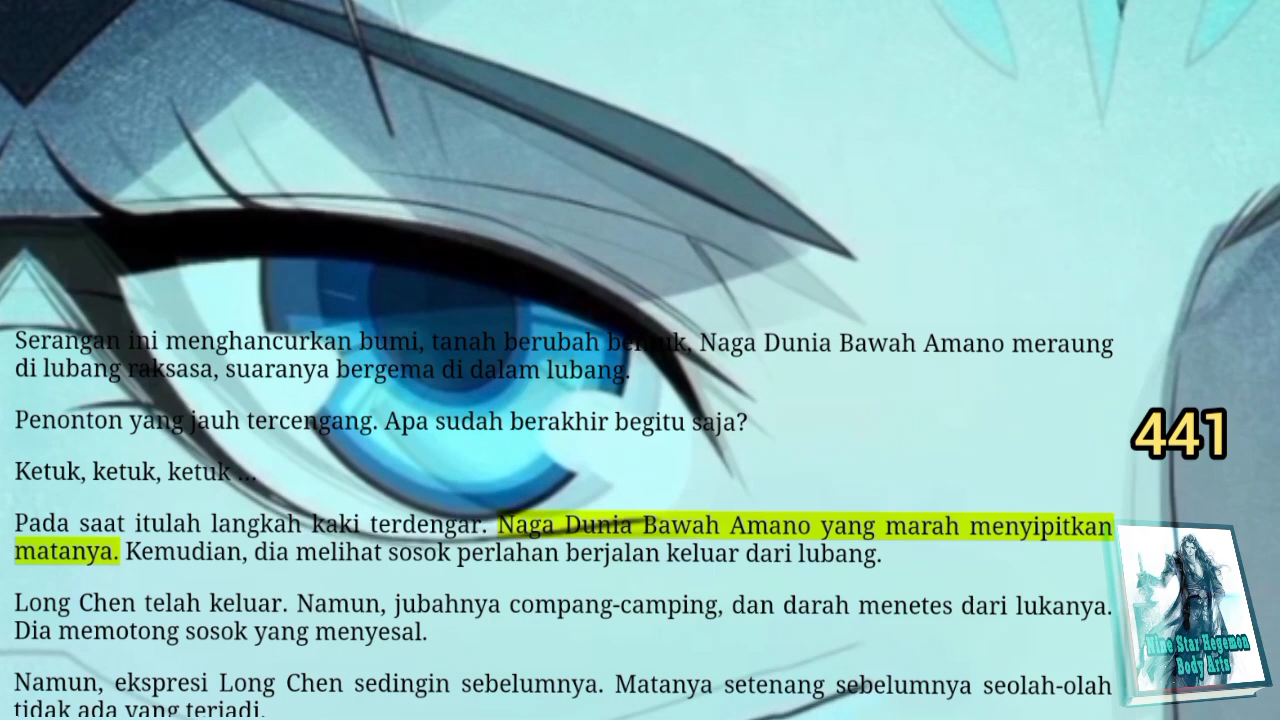 Serangan ini menghancurkan bumi, tanah berubah bentuk, Naga Dunia Bawah Amano meraung
di lubang raksasa, suaranya bergema di dalam lubang.
Penonton yang jauh tercengang. Apa sudah berakhir begitu saja?
Ketuk, ketuk, ketuk ...
Pada saat itulah langkah kaki terdengar. Naga Dunia Bawah Amano yang marah menyipitkan
matanya. Kemudian, dia melihat sosok perlahan berjalan keluar dari lubang.
Long Chen telah keluar. Namun, jubahnya compang-camping, dan darah menetes dari lukanya.
Dia memotong sosok yang menyesal.
Namun, ekspresi Long Chen sedingin sebelumnya. Matanya setenang sebelumnya seolah-olah
tidak ada yang terjadi.
441
Nine Star Hegemon
Body Arts